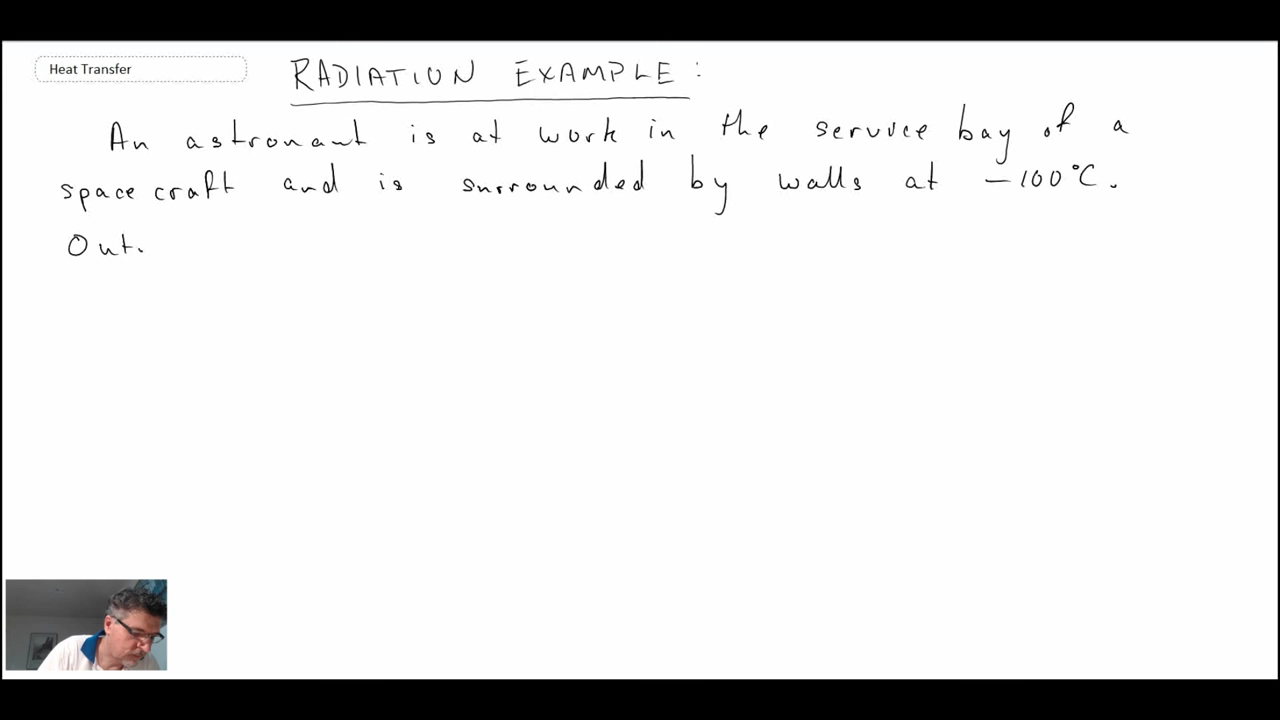 Heat Transfer
RADIATION EXAMPLE:
An astronaut is at work in the service bay of a
space craft and is surrounded by walls at -100°C.
Out.